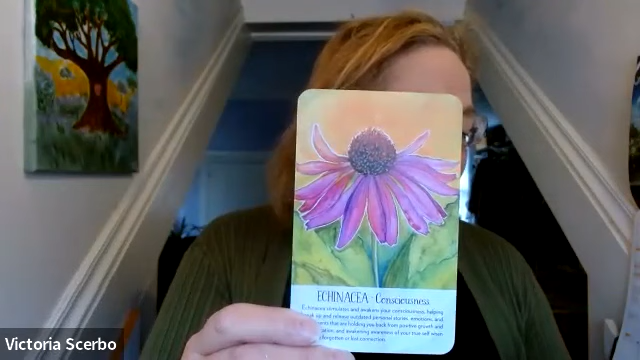 ECHINACEA - Consciousness
Echinacea stimulates and awakens your consciousness, helping
up and release outdated personal stories, emotions, and
that are holding you back from positive growth and
and awakening awareness of your true self when
forgotten or lost connection.
Victoria Scerbo